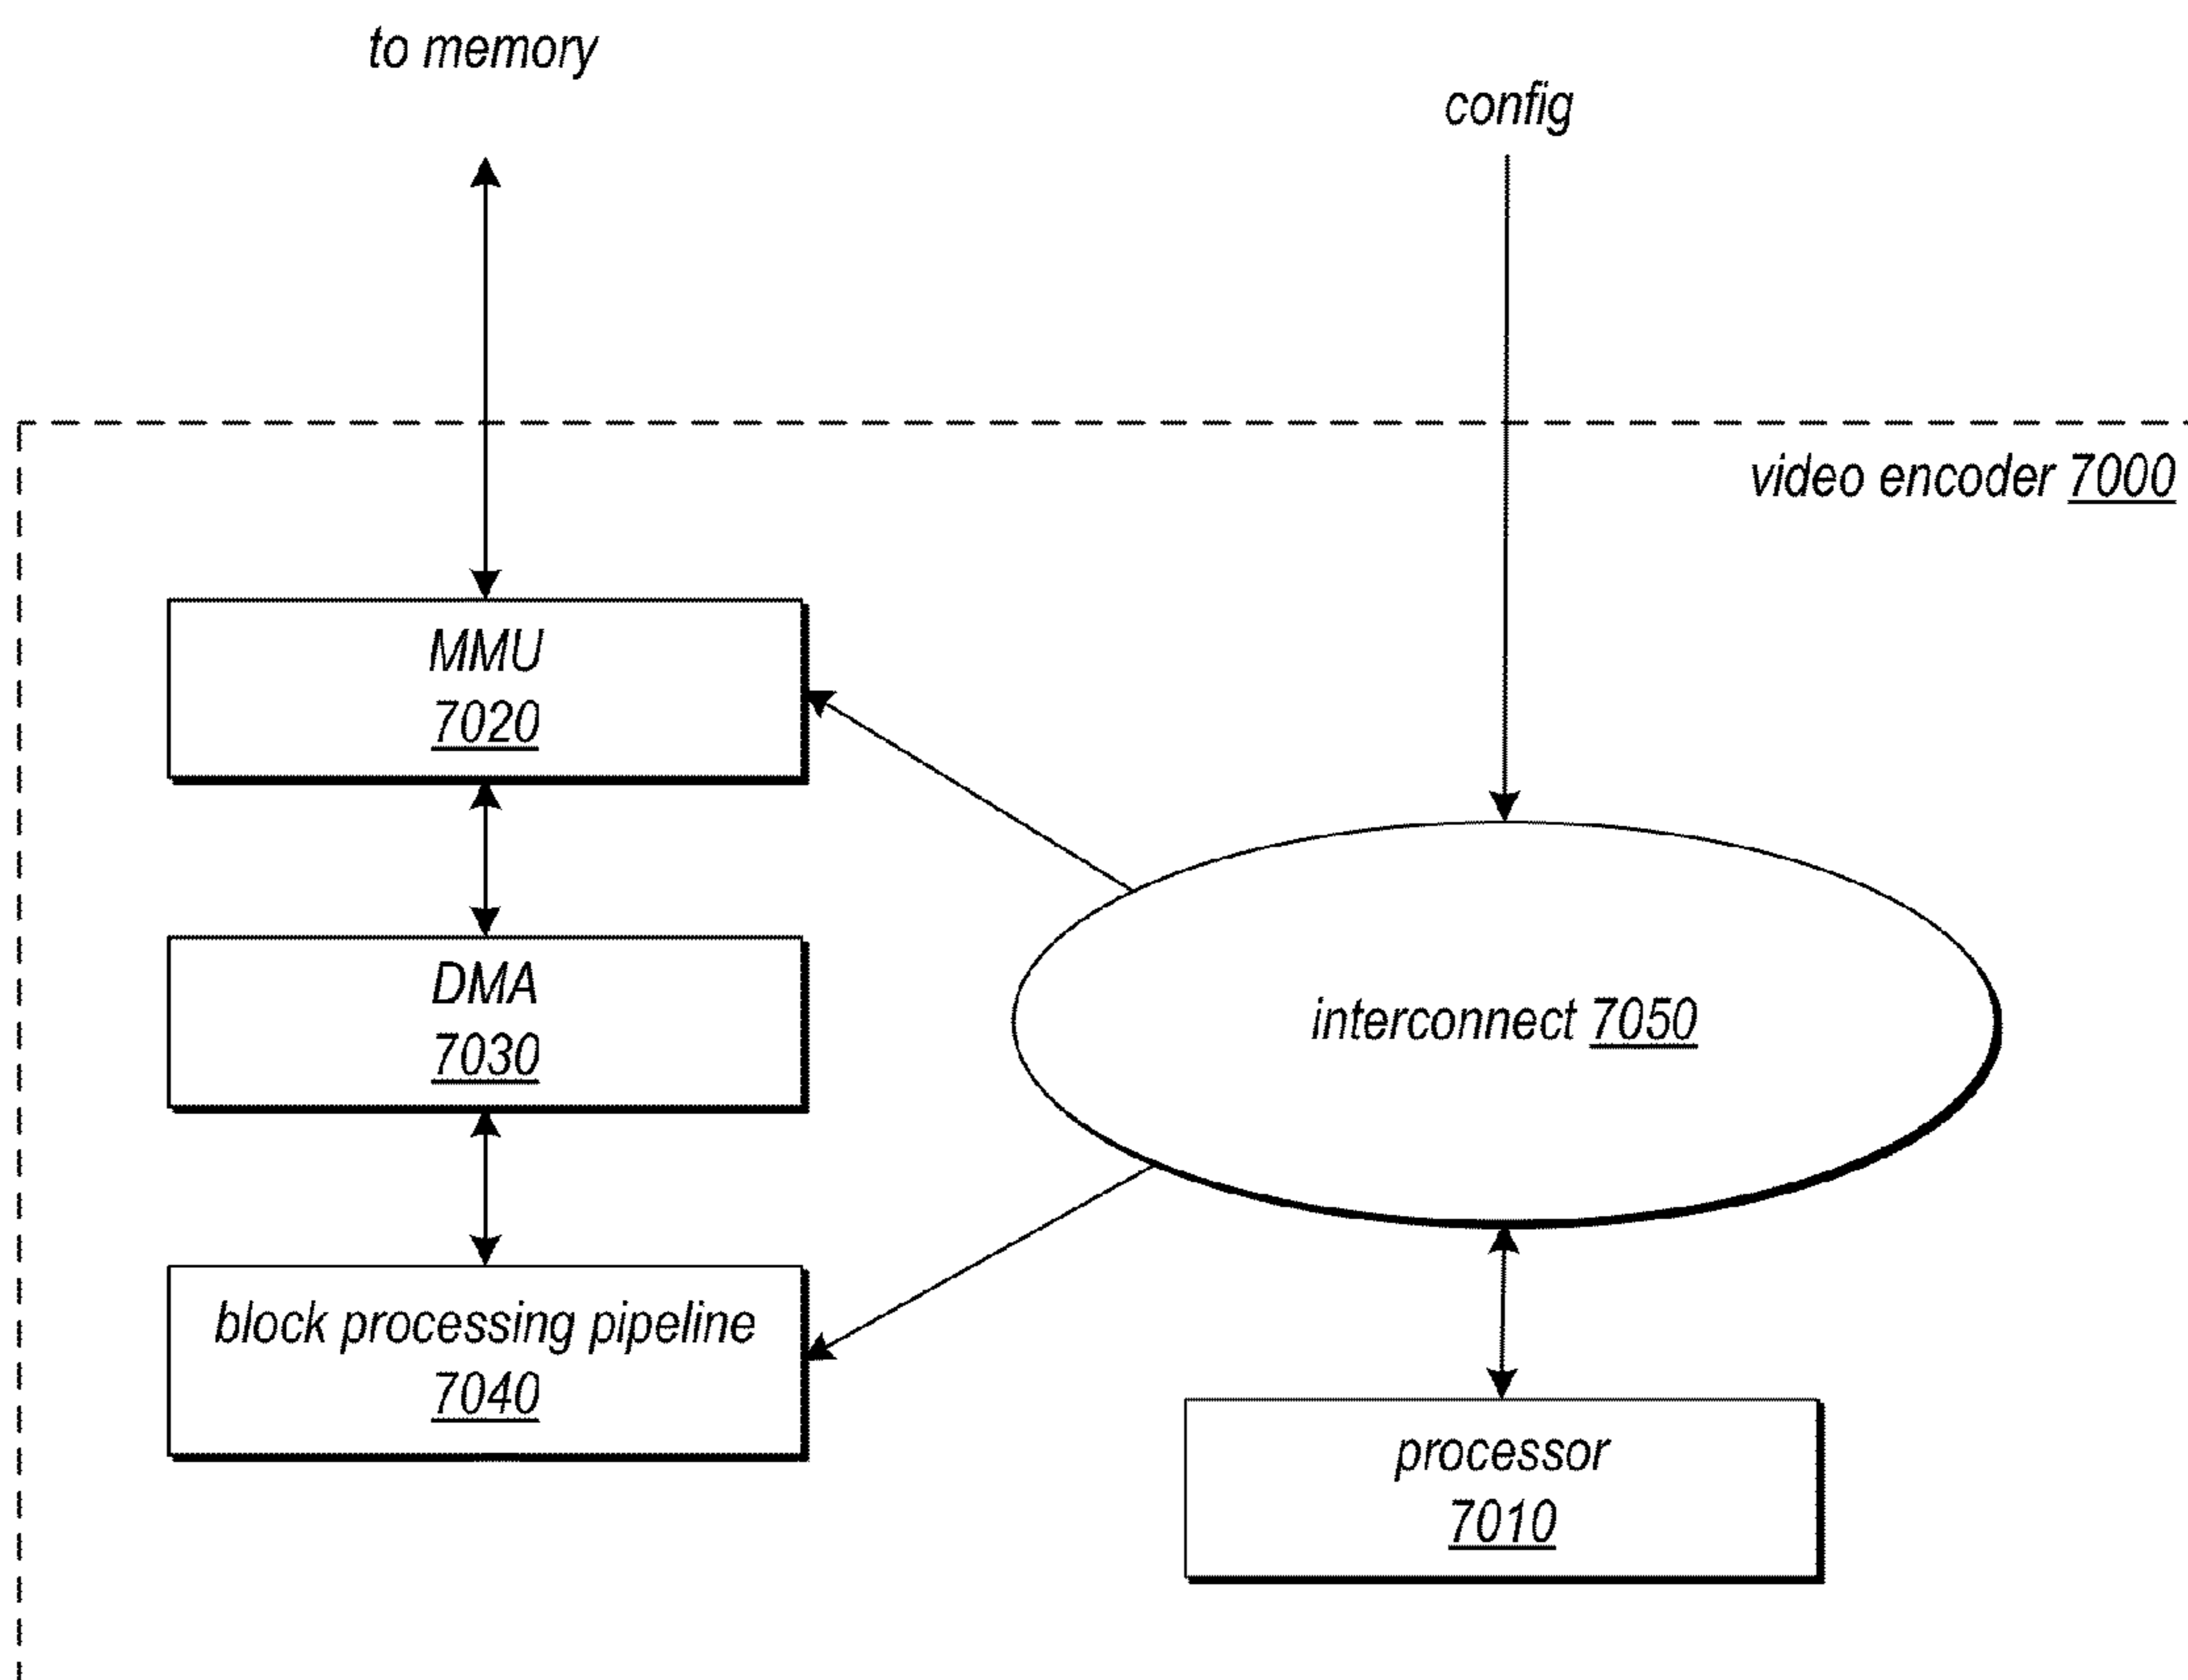 to memory
config
video encoder 7000
MMU
7020
DMA
7030
interconnect 7050
block processing pipeline
7040
processor
7010